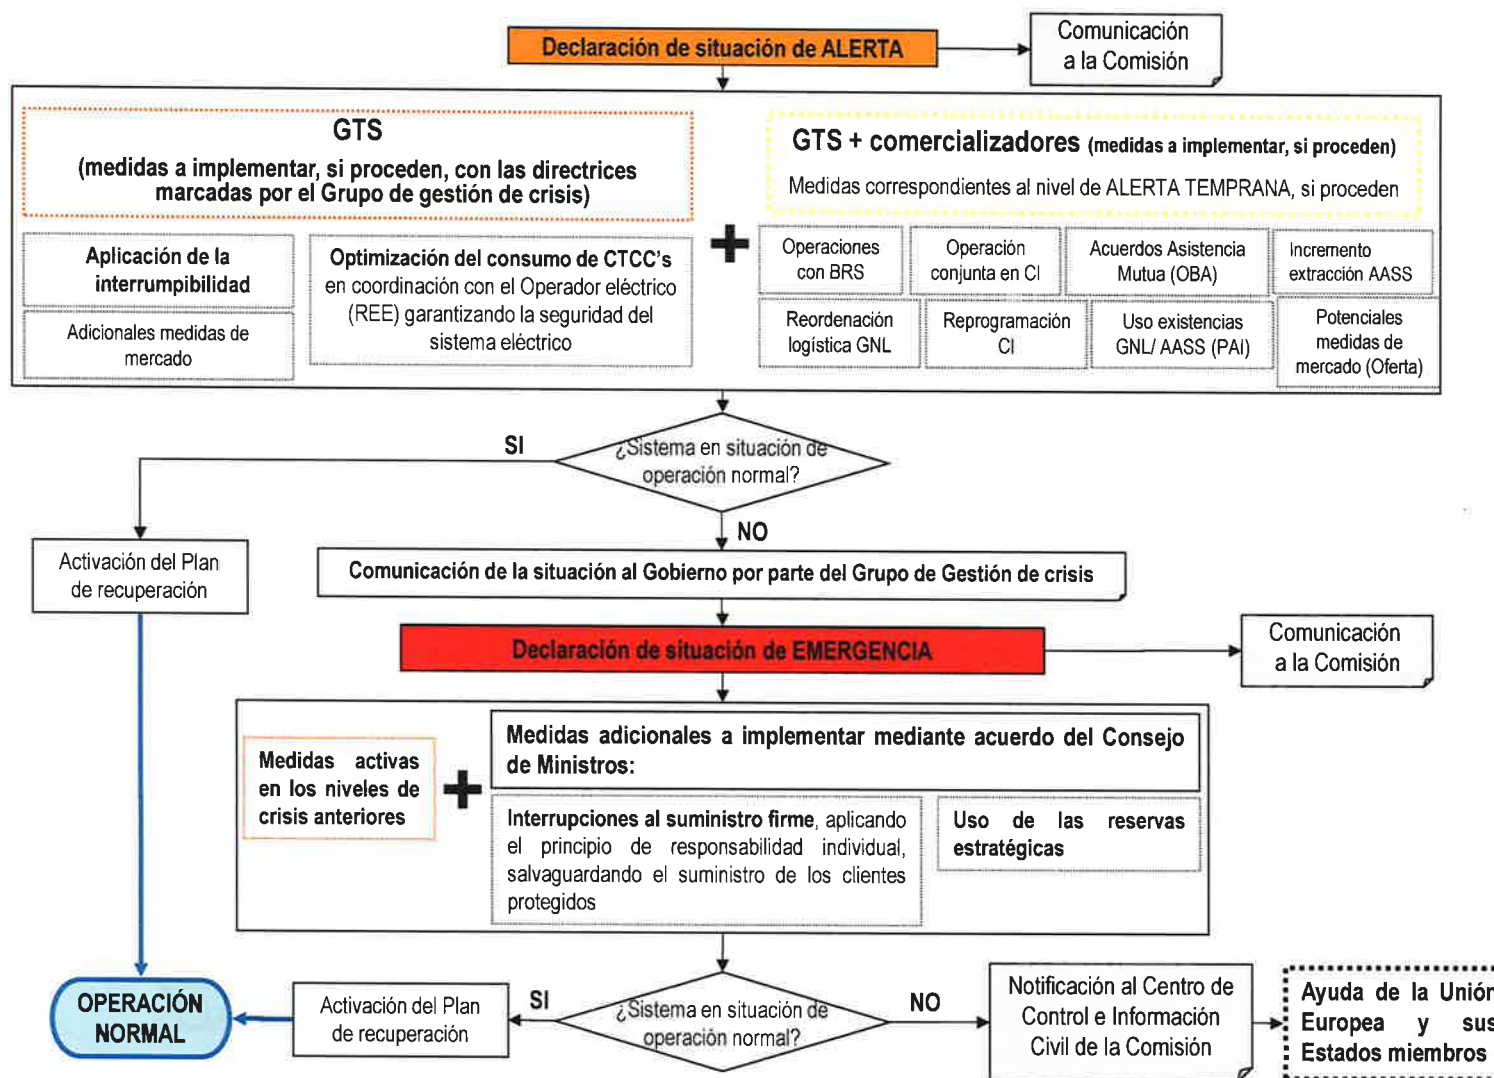 Declaración de situación de ALERTA
Comunicación
a la Comisión
GTS
(medidas a implementar, si proceden, con las directrices
marcadas por el Grupo de gestión de crisis)
GTS + comercializadores (medidas a implementar, si proceden)
Medidas correspondientes al nivel de ALERTA TEMPRANA, si proceden
Aplicación de la
interrumpibilidad
Adicionales medidas de
mercado
Optimización del consumo de CTCC's
en coordinación con el Operador eléctrico
(REE) garantizando la seguridad del
sistema eléctrico
+
Operaciones
con BRS
Operación
conjunta en CI
Acuerdos Asistencia
Mutua (OBA)
Incremento
extracción AASS
Reordenación
logística GNL
Reprogramación
CI
Uso existencias
GNL/ AASS (PAI)
Potenciales
medidas de
mercado (Oferta)
¿Sistema en situación de
operación normal?
SI
NO
Activación del Plan
de recuperación
Comunicación de la situación al Gobierno por parte del Grupo de Gestión de crisis
Declaración de situación de EMERGENCIA
Comunicación
a la Comisión
Medidas activas
en los niveles de
crisis anteriores
+
Medidas adicionales a implementar mediante acuerdo del Consejo
de Ministros:
Interrupciones al suministro firme, aplicando
el principio de responsabilidad individual,
salvaguardando el suministro de los clientes
protegidos
Uso de las reservas
estratégicas
¿Sistema en situación de
operación normal?
SI
NO
Activación del Plan
de recuperación
OPERACIÓN
NORMAL
Notificación al Centro de
Control e Información
Civil de la Comisión
Ayuda de la Unión
Europea y sus
Estados miembros